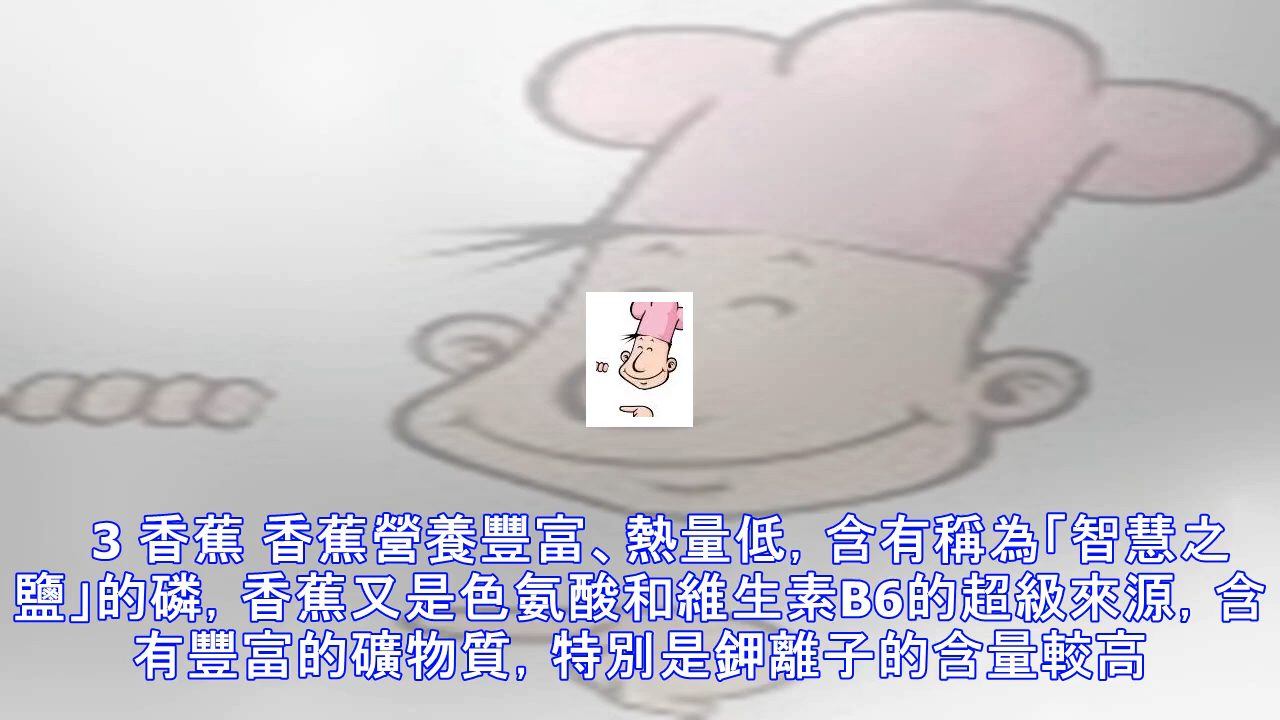 3 香蕉 香蕉營養豐富、熱量低, 含有稱為「智慧之
鹽」的磷, 香蕉又是色氨酸和維生素B6的超級來源, 含
有豐富的礦物質, 特別是鉀離子的含量較高